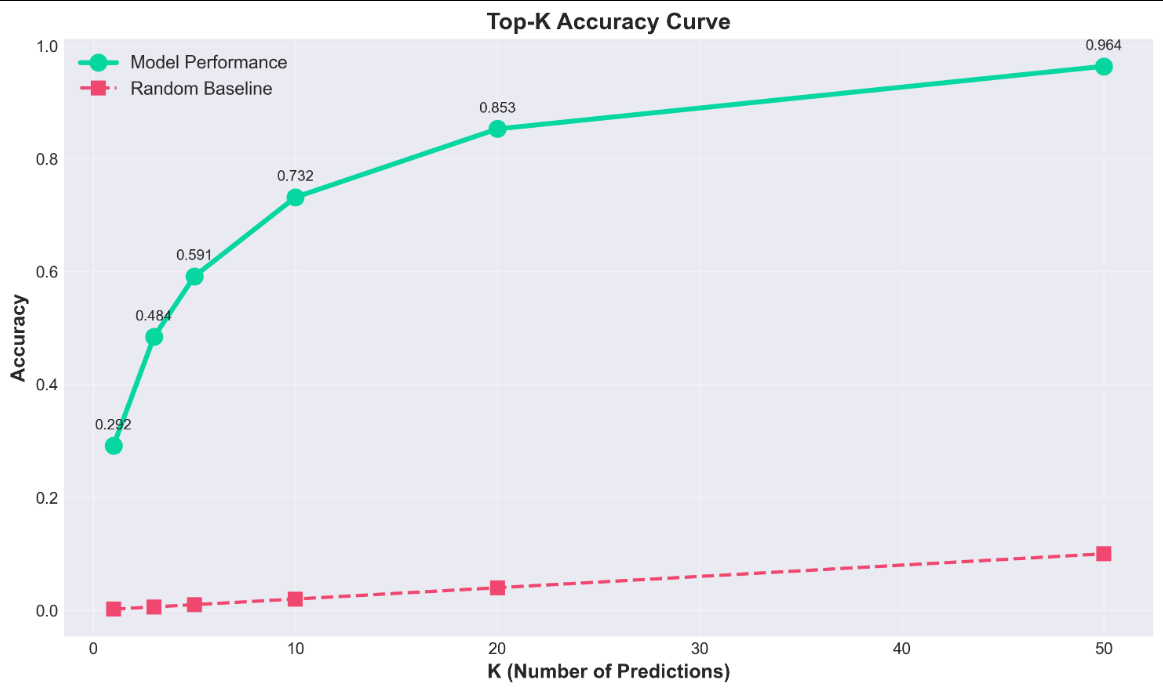 Top-K Accuracy Curve
Model Performance
Random Baseline
1.0
0.8
0.6
0.4
0.2
0.0
Accuracy
0.292
0.484
0.591
0.732
0.853
0.964
0 10 20 30 40 50
K (Number of Predictions)